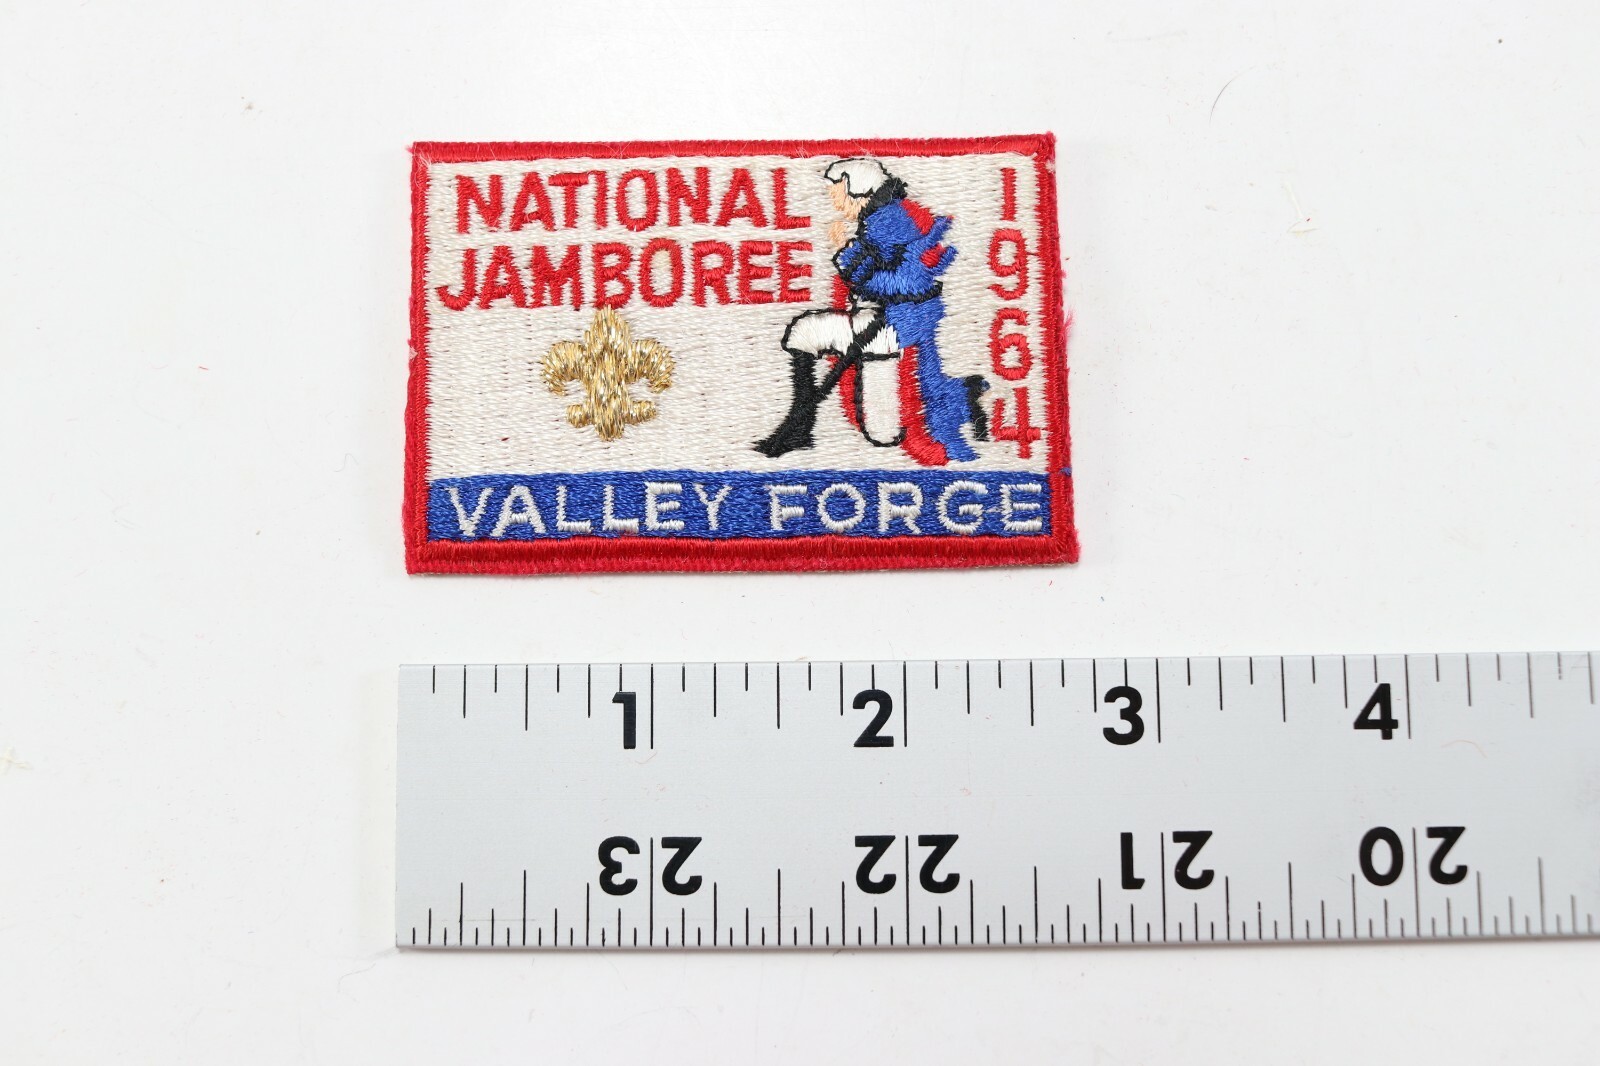 NATIONAL
JAMBOREE
1964
VALLEY FORGE
1 2 3 4
23 22 21 20